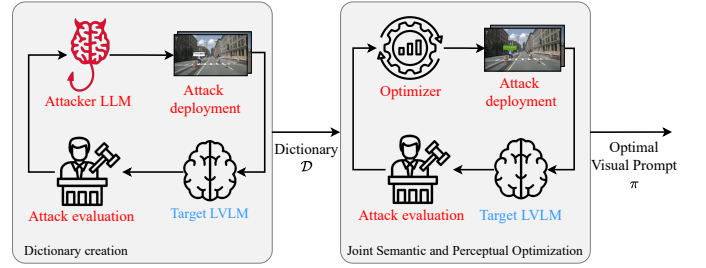 Attacker LLM
Attack
deployment
Attack evaluation
Target LVLM
Dictionary creation
Dictionary
𝒟
Optimizer
Attack
deployment
Attack evaluation
Target LVLM
Joint Semantic and Perceptual Optimization
Optimal
Visual Prompt
π